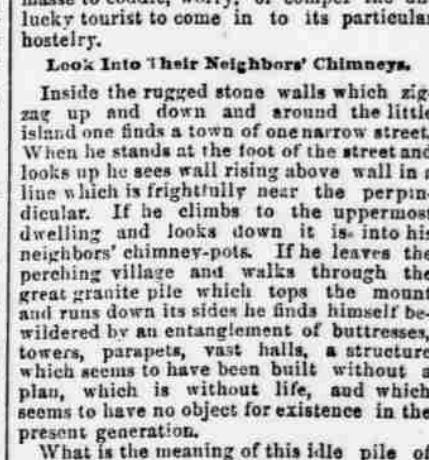 lucky tourist to come in to its particular
hostelry.
Look Into Their Neighbors' Chimneys.
Inside the rugged stone walls which zig-
zag up and down and around the little
island one finds a town of one narrow street.
When he stands at the foot of the street and
looks up he sees wall rising above wall in a
line which is frightfully near the perpin-
dicular. If he climbs to the uppermost
dwelling and looks down it is into his
neighbors' chimney-pots. If he leaves the
perching village and walks through the
great granite pile which tops the mount
and runs down its sides he finds himself be-
wildered by an entanglement of buttresses,
towers, parapets, vast halls, a structure
which seems to have been built without a
plan, which is without life, and which
seems to have no object for existence in the
present generation.
What is the meaning of this idle pile of